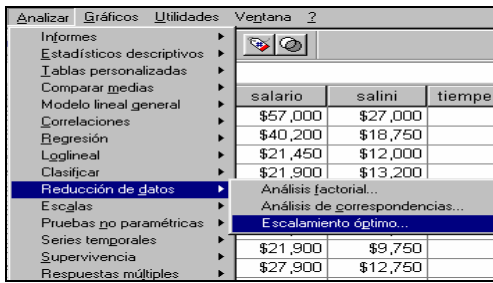 Analizar Gráficos Utilidades Ventana ?
Informes
Estadísticos descriptivos
Tablas personalizadas
Comparar medias
Modelo lineal general
Correlaciones
Regresión
Loglineal
Clasificar
Reducción de datos
Escalas
Pruebas no paramétricas
Series temporales
Supervivencia
Respuestas múltiples
Análisis factorial...
Análisis de correspondencias...
Escalamiento óptimo...
salario salini tiempe
$57,000 $27,000
$40,200 $18,750
$21,450 $12,000
$21,900 $13,200
$21,900 $9,750
$27,900 $12,750